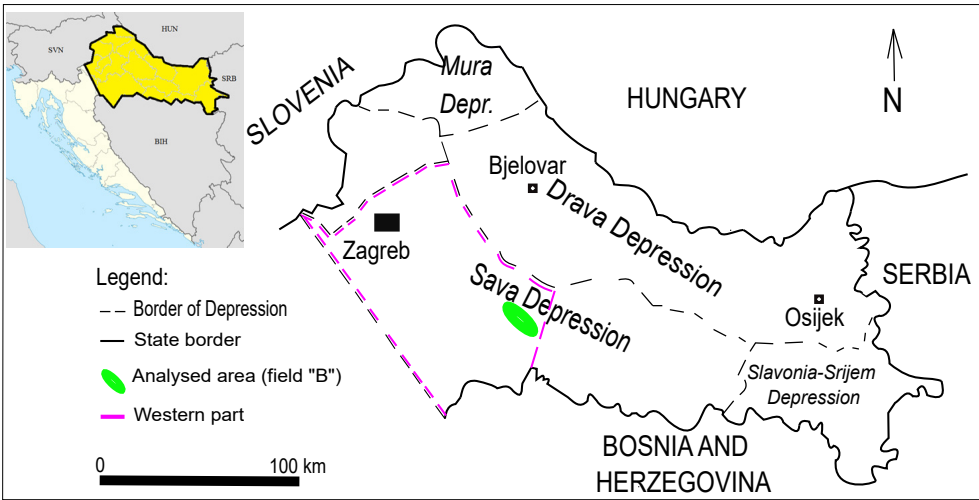 HUN
SVN
SRB
BIH
SLOVENIA
Mura
Depr.
HUNGARY
N
Bjelovar
Drava Depression
Zagreb
Sava Depression
SERBIA
Osijek
Slavonia-Srijem
Depression
BOSNIA AND
HERZEGOVINA
Legend:
Border of Depression
State border
Analysed area (field "B")
Western part
0 100 km